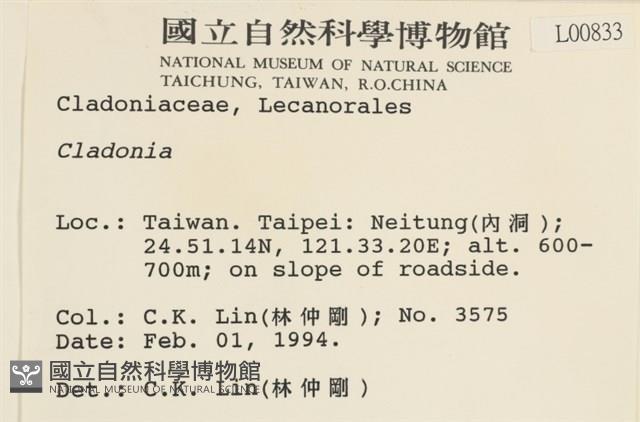 國立自然科學博物館
L00833
NATIONAL MUSEUM OF NATURAL SCIENCE
TAICHUNG, TAIWAN, R.O.CHINA
Cladoniaceae, Lecanorales
Cladonia
Loc.: Taiwan. Taipei: Neitung(內洞);
24.51.14N, 121.33.20E; alt. 600-
700m; on slope of roadside.
Col.: C.K. Lin(林仲剛); No. 3575
Date: Feb. 01, 1994.
國立自然科學博物館
NATIONAL MUSEUM OF NATURAL SCIENCE
Det.: C.K. Lin(林仲剛)